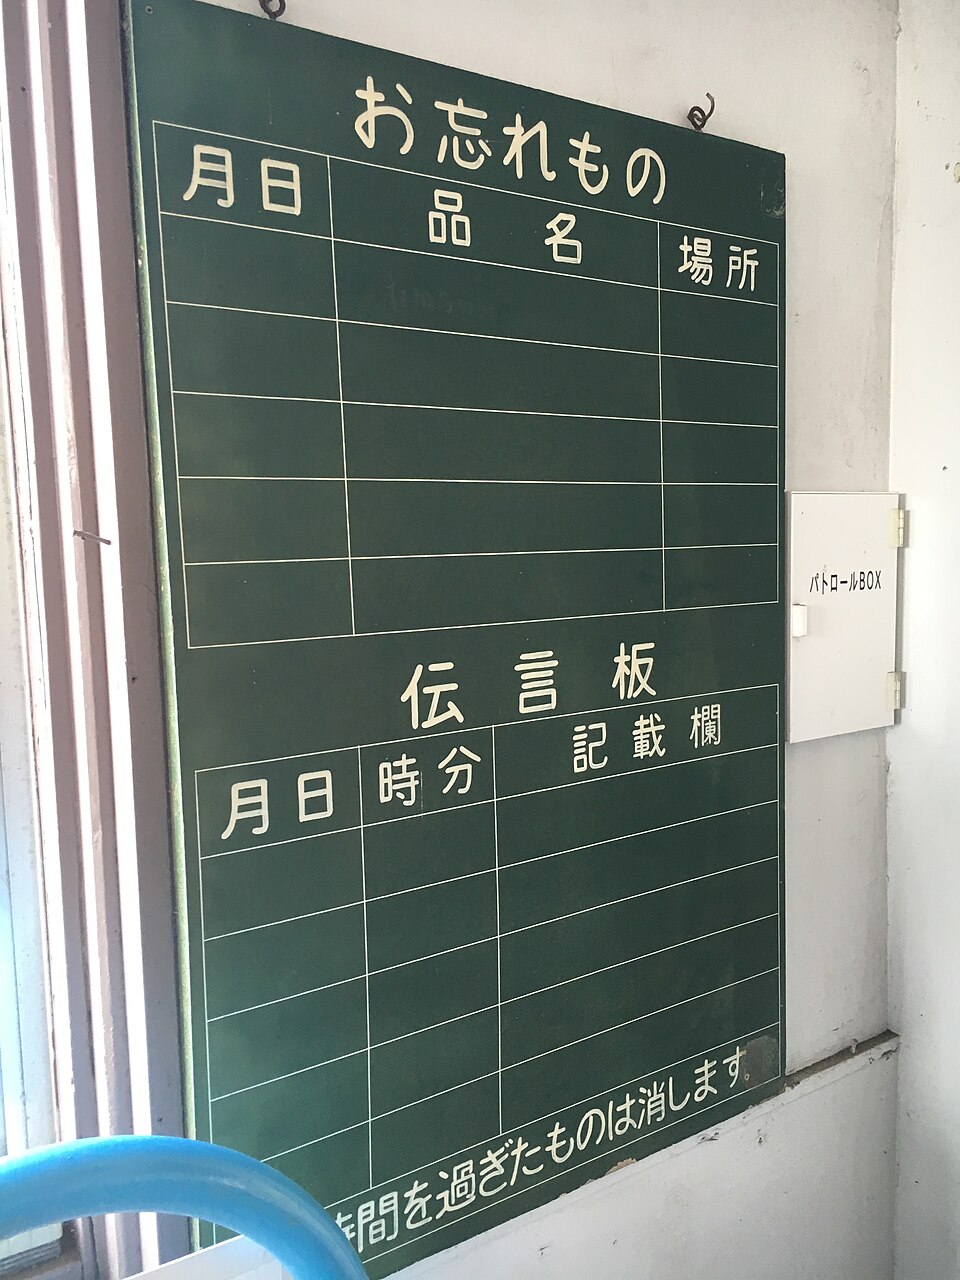 お忘れもの
月日 品名 場所
伝言板
月日 時分 記載欄
時間を過ぎたものは消します。
パトロールBOX